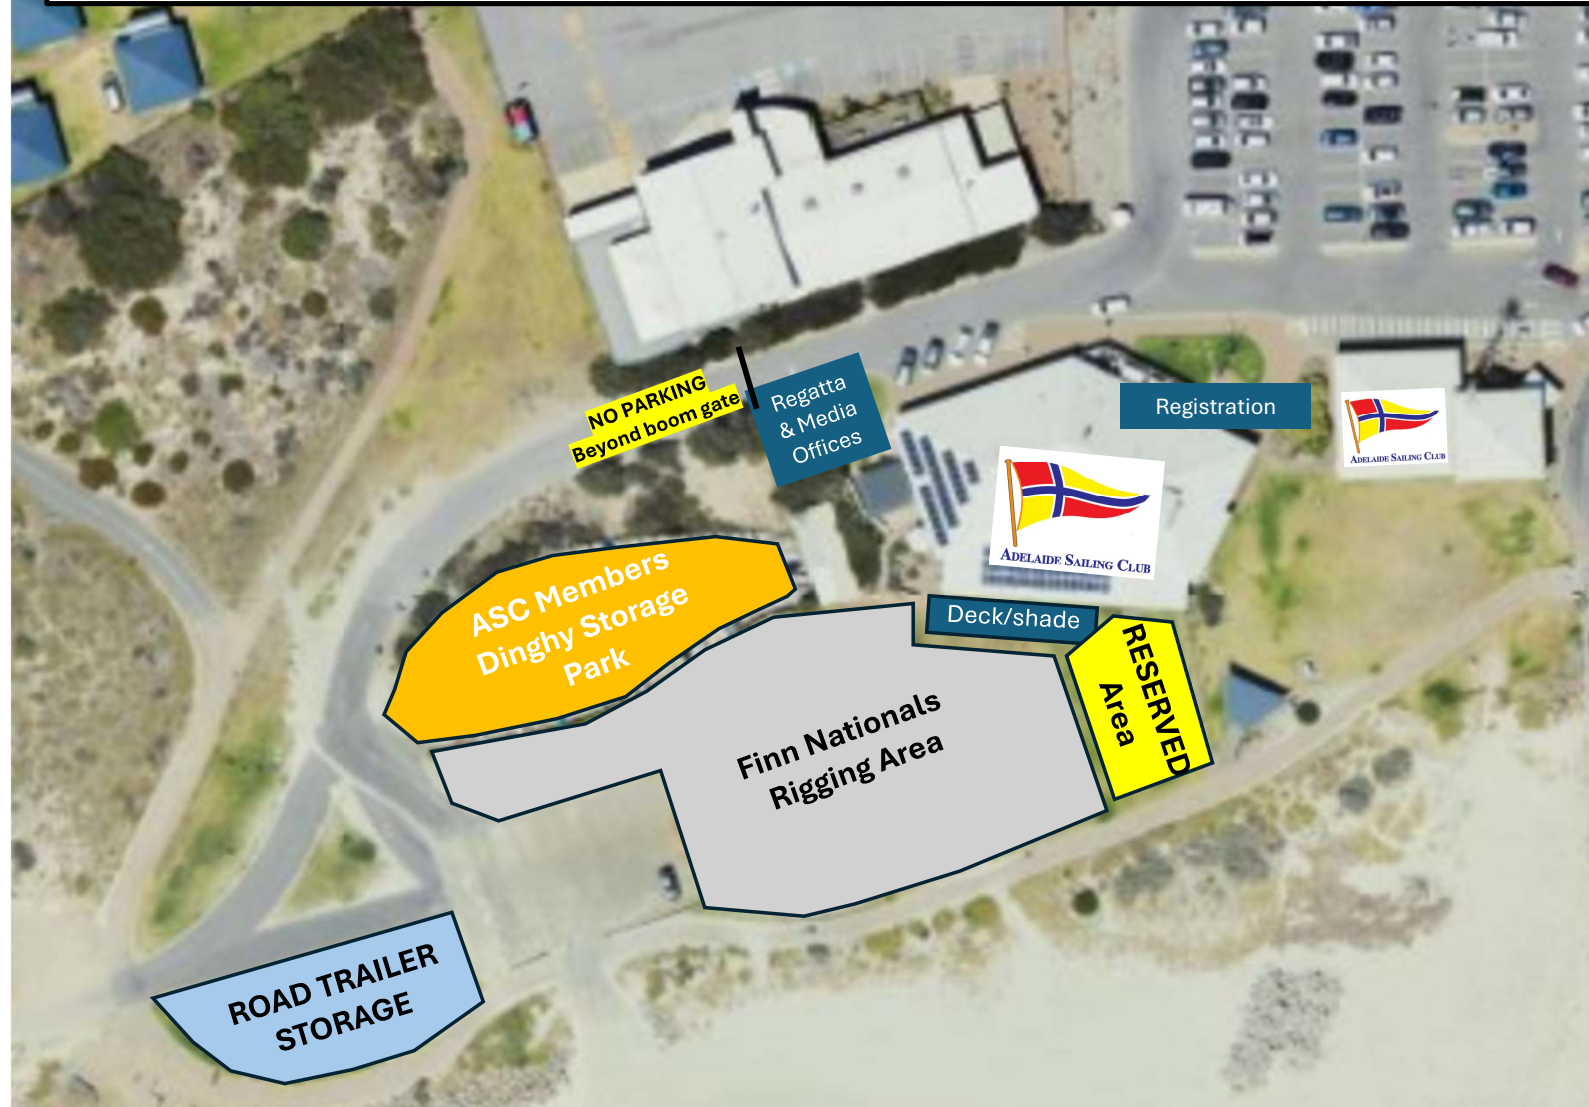 NO PARKING
Beyond boom gate
Regatta
& Media
Offices
Registration
ADELAIDE SAILING CLUB
ADELAIDE SAILING CLUB
ASC Members
Dinghy Storage
Park
Deck/shade
RESERVED
Area
Finn Nationals
Rigging Area
ROAD TRAILER
STORAGE